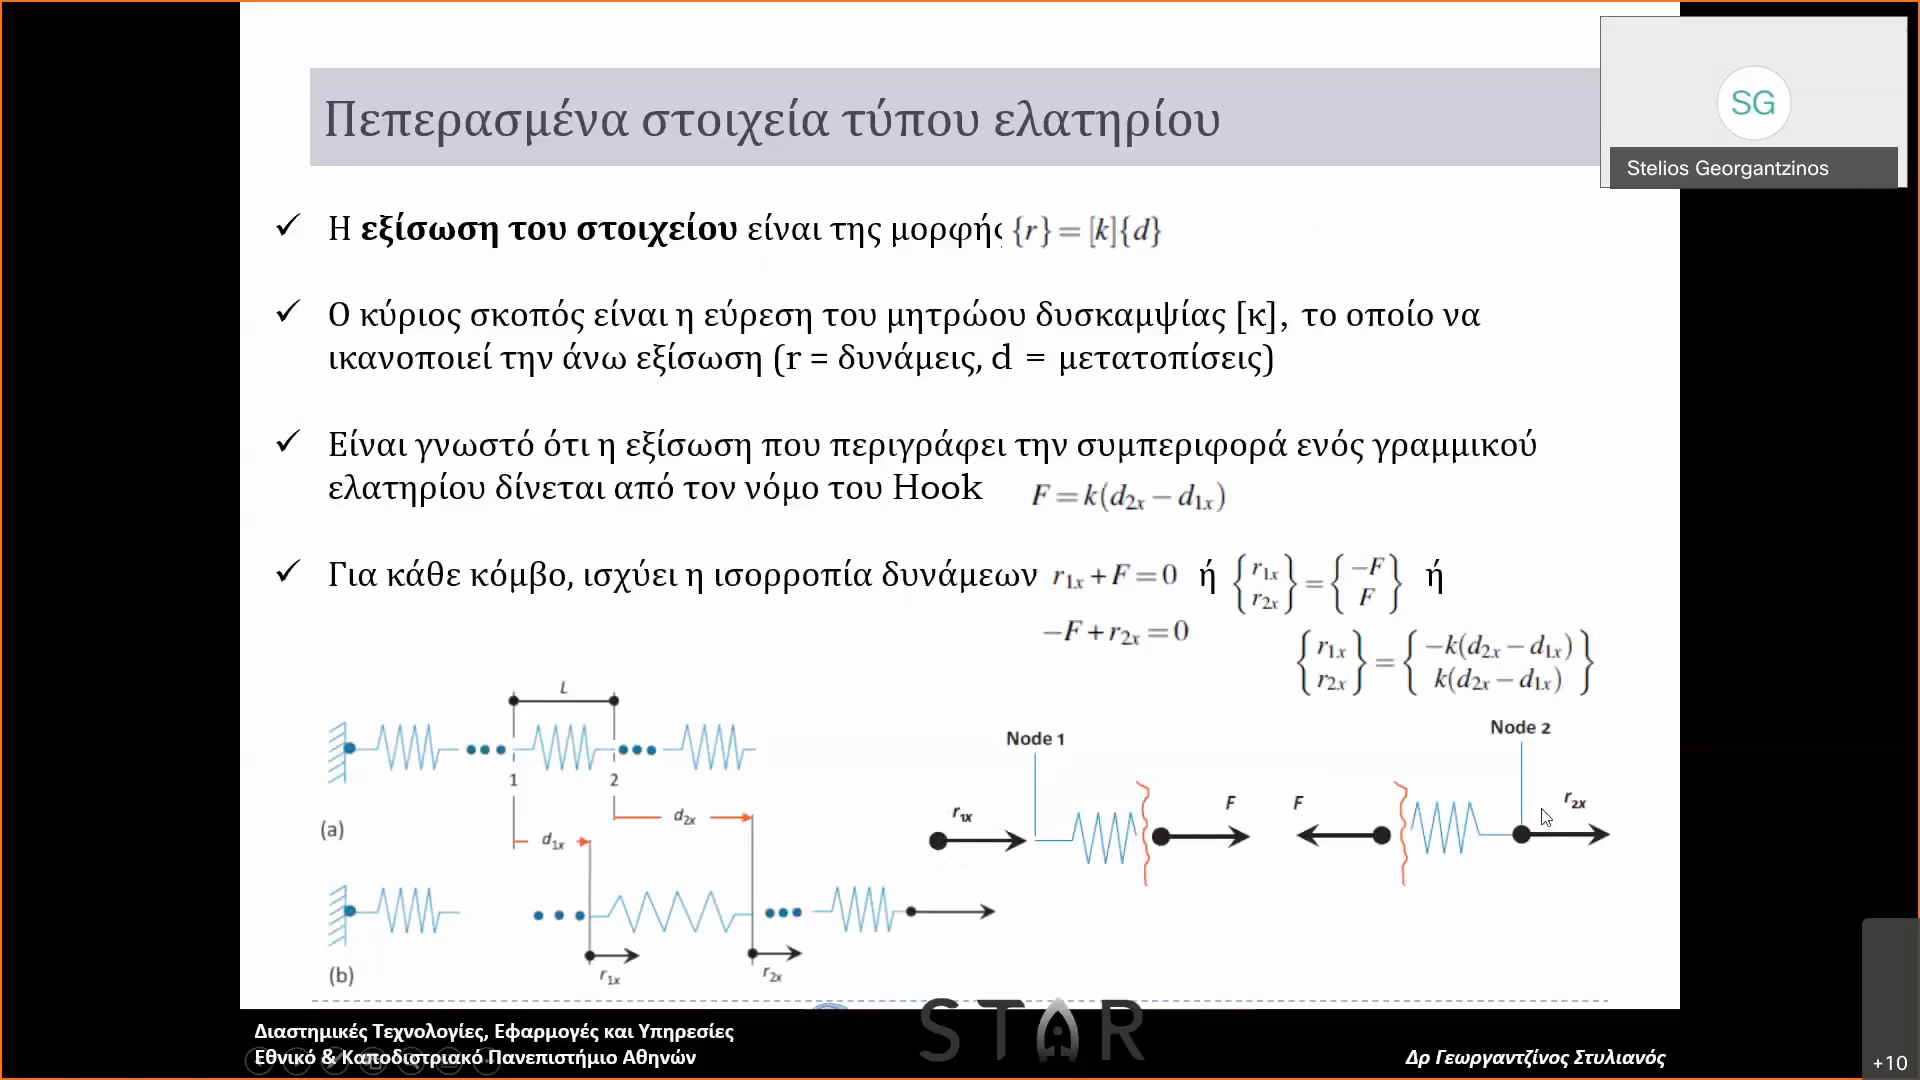 Πεπερασμένα στοιχεία τύπου ελατηρίου
SG
Stelios Georgantzinos
✓ Η εξίσωση του στοιχείου είναι της μορφής {r} = [k]{d}
✓ Ο κύριος σκοπός είναι η εύρεση του μητρώου δυσκαμψίας [κ], το οποίο να
ικανοποιεί την άνω εξίσωση (r = δυνάμεις, d = μετατοπίσεις)
✓ Είναι γνωστό ότι η εξίσωση που περιγράφει την συμπεριφορά ενός γραμμικού
ελατηρίου δίνεται από τον νόμο του Hook F = k(d2x − d1x)
✓ Για κάθε κόμβο, ισχύει η ισορροπία δυνάμεων r1x + F = 0 ή {r1x r2x} = {−F F} ή
−F + r2x = 0
{r1x r2x} = {−k(d2x − d1x) k(d2x − d1x)}
L
1 2
(a)
d1x
d2x
(b)
r1x
r2x
Node 1
r1x
F
F
Node 2
r2x
STAR
Διαστημικές Τεχνολογίες, Εφαρμογές και Υπηρεσίες
Εθνικό & Καποδιστριακό Πανεπιστήμιο Αθηνών
Δρ Γεωργαντζίνος Στυλιανός
+10